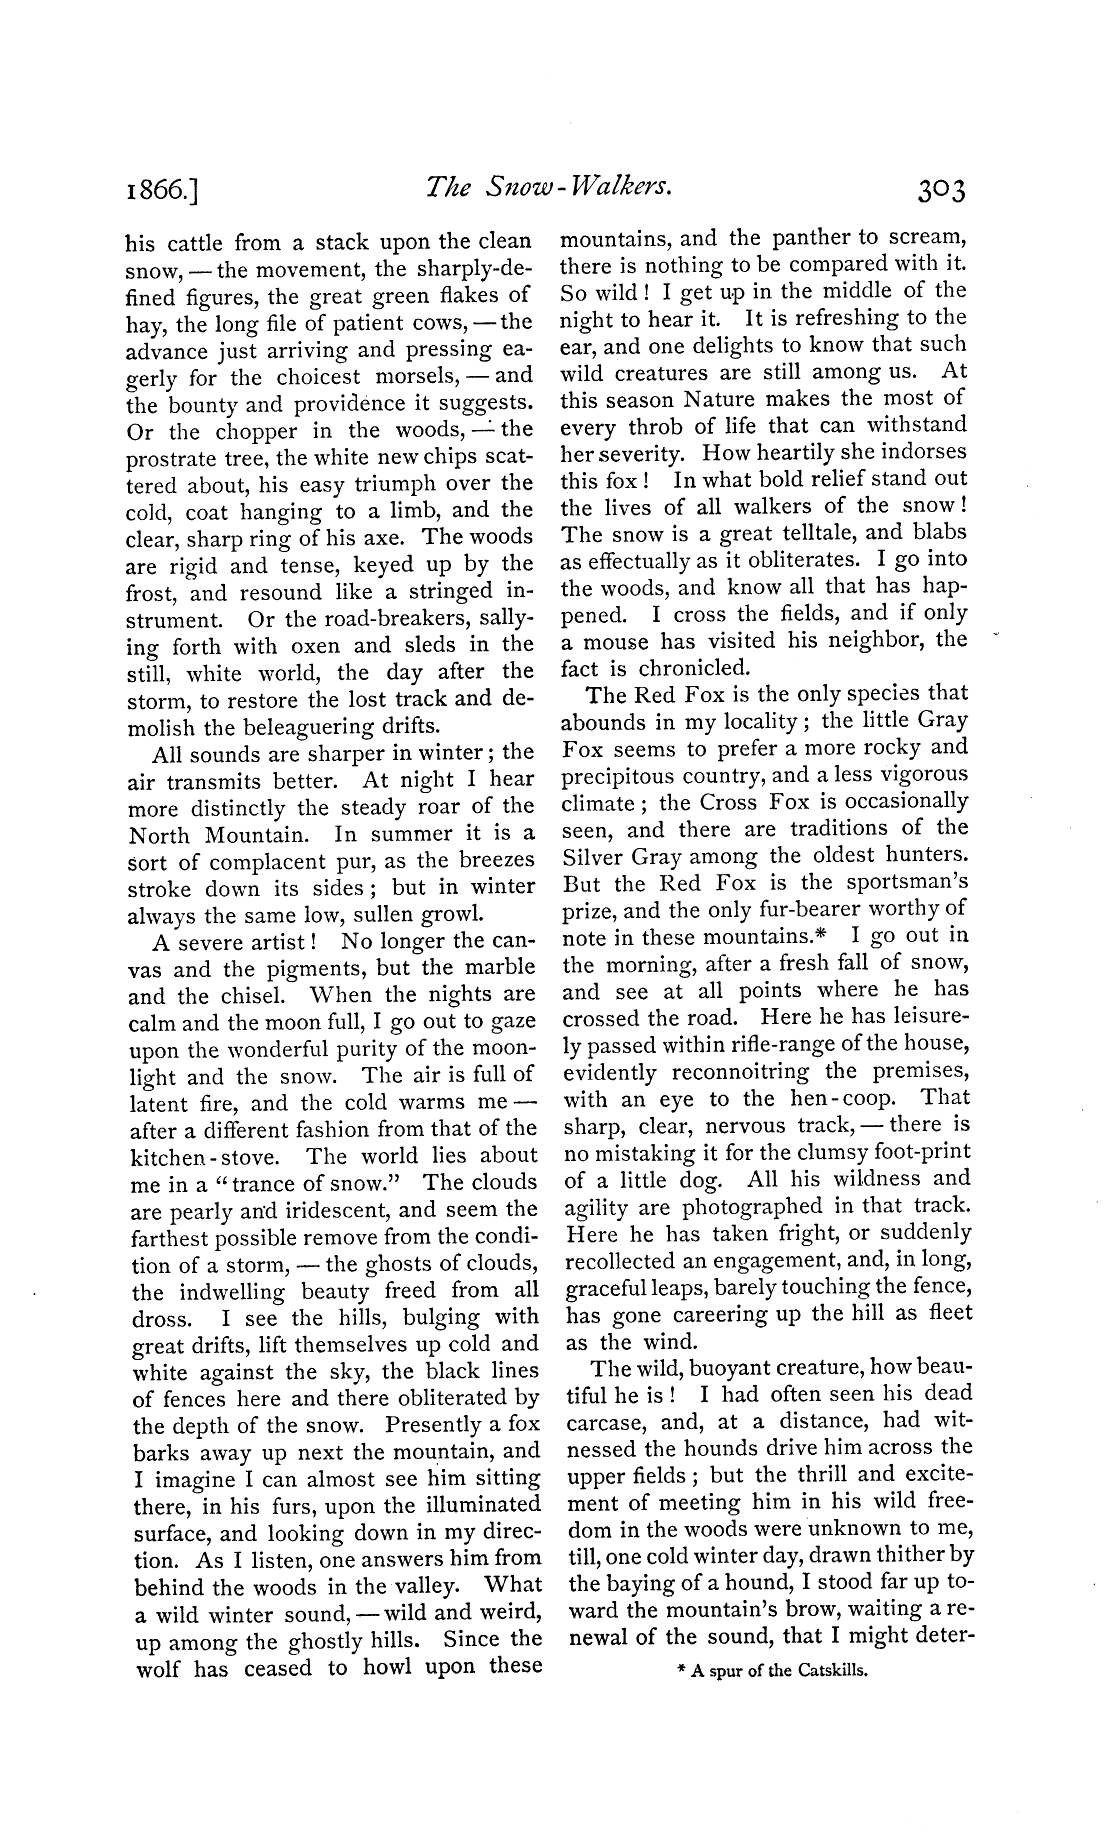 1866.] The Snow-Walkers. 303
his cattle from a stack upon the clean
snow, — the movement, the sharply-de-
fined figures, the great green flakes of
hay, the long file of patient cows, — the
advance just arriving and pressing ea-
gerly for the choicest morsels, — and
the bounty and providence it suggests.
Or the chopper in the woods, — the
prostrate tree, the white new chips scat-
tered about, his easy triumph over the
cold, coat hanging to a limb, and the
clear, sharp ring of his axe. The woods
are rigid and tense, keyed up by the
frost, and resound like a stringed in-
strument. Or the road-breakers, sally-
ing forth with oxen and sleds in the
still, white world, the day after the
storm, to restore the lost track and de-
molish the beleaguering drifts.
All sounds are sharper in winter; the
air transmits better. At night I hear
more distinctly the steady roar of the
North Mountain. In summer it is a
sort of complacent pur, as the breezes
stroke down its sides; but in winter
always the same low, sullen growl.
A severe artist! No longer the can-
vas and the pigments, but the marble
and the chisel. When the nights are
calm and the moon full, I go out to gaze
upon the wonderful purity of the moon-
light and the snow. The air is full of
latent fire, and the cold warms me —
after a different fashion from that of the
kitchen-stove. The world lies about
me in a "trance of snow." The clouds
are pearly and iridescent, and seem the
farthest possible remove from the condi-
tion of a storm, — the ghosts of clouds,
the indwelling beauty freed from all
dross. I see the hills, bulging with
great drifts, lift themselves up cold and
white against the sky, the black lines
of fences here and there obliterated by
the depth of the snow. Presently a fox
barks away up next the mountain, and
I imagine I can almost see him sitting
there, in his furs, upon the illuminated
surface, and looking down in my direc-
tion. As I listen, one answers him from
behind the woods in the valley. What
a wild winter sound, — wild and weird,
up among the ghostly hills. Since the
wolf has ceased to howl upon these
mountains, and the panther to scream,
there is nothing to be compared with it.
So wild! I get up in the middle of the
night to hear it. It is refreshing to the
ear, and one delights to know that such
wild creatures are still among us. At
this season Nature makes the most of
every throb of life that can withstand
her severity. How heartily she indorses
this fox! In what bold relief stand out
the lives of all walkers of the snow!
The snow is a great telltale, and blabs
as effectually as it obliterates. I go into
the woods, and know all that has hap-
pened. I cross the fields, and if only
a mouse has visited his neighbor, the
fact is chronicled.
The Red Fox is the only species that
abounds in my locality; the little Gray
Fox seems to prefer a more rocky and
precipitous country, and a less vigorous
climate; the Cross Fox is occasionally
seen, and there are traditions of the
Silver Gray among the oldest hunters.
But the Red Fox is the sportsman's
prize, and the only fur-bearer worthy of
note in these mountains.* I go out in
the morning, after a fresh fall of snow,
and see at all points where he has
crossed the road. Here he has leisure-
ly passed within rifle-range of the house,
evidently reconnoitring the premises,
with an eye to the hen-coop. That
sharp, clear, nervous track, — there is
no mistaking it for the clumsy foot-print
of a little dog. All his wildness and
agility are photographed in that track.
Here he has taken fright, or suddenly
recollected an engagement, and, in long,
graceful leaps, barely touching the fence,
has gone careering up the hill as fleet
as the wind.
The wild, buoyant creature, how beau-
tiful he is! I had often seen his dead
carcase, and, at a distance, had wit-
nessed the hounds drive him across the
upper fields; but the thrill and excite-
ment of meeting him in his wild free-
dom in the woods were unknown to me,
till, one cold winter day, drawn thither by
the baying of a hound, I stood far up to-
ward the mountain's brow, waiting a re-
newal of the sound, that I might deter-
* A spur of the Catskills.